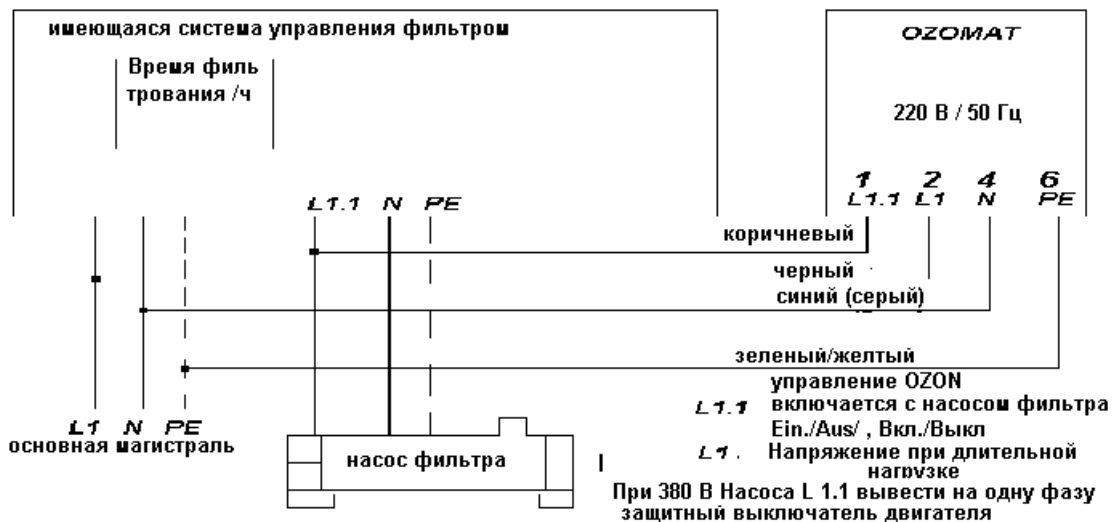 имеющаяся система управления фильтром
Время филь
трования /ч
OZOMAT
220 В / 50 Гц
1 2 4 6
L1.1 L1 N PE
L1.1 N PE
коричневый
черный
синий (серый)
зеленый/желтый
L1 N PE
основная магистраль
насос фильтра
управление OZON
L1.1 включается с насосом фильтра
Ein./Aus/ , Вкл./Выкл
L1. Напряжение при длительной
нагрузке
При 380 В Насоса L 1.1 вывести на одну фазу
защитный выключатель двигателя